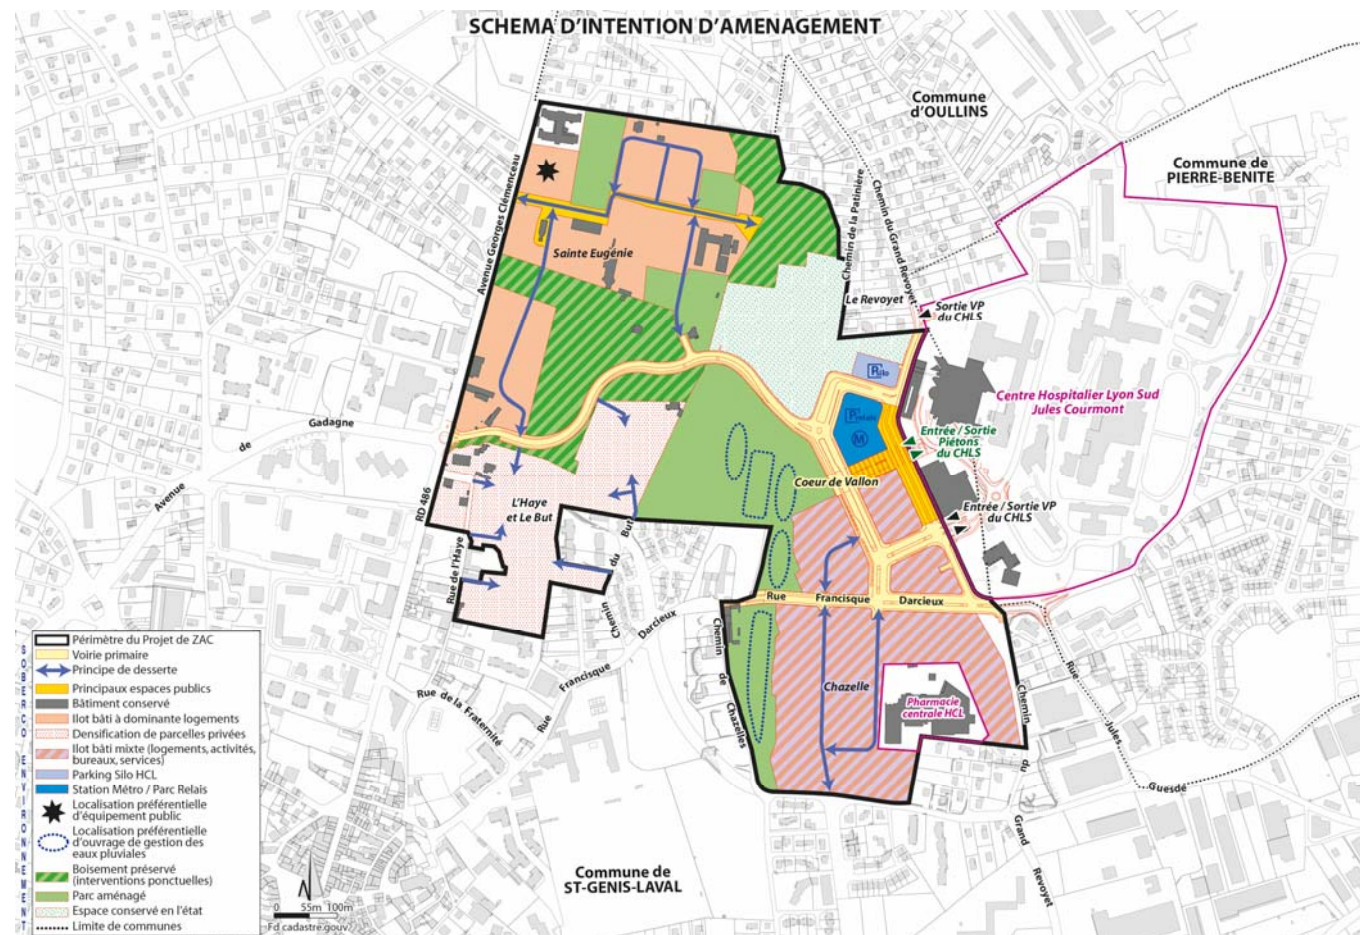 SCHEMA D'INTENTION D'AMENAGEMENT
Commune
d'OULLINS
Commune de
PIERRE-BENITE
Avenue Georges Clémenceau
Chemin de la Patinière
Chemin du Grand Revoyet
Sainte Eugénie
Le Revoyet
Sortie VP
du CHLS
Silo
Centre Hospitalier Lyon Sud
Jules Courmont
P relais
M
Entrée / Sortie
Piétons
du CHLS
Gadagne
de
Avenue
Coeur de Vallon
L'Haye
et Le But
RD 486
Entrée / Sortie VP
du CHLS
Rue de l'Haye
Chemin
du
But
Rue Francisque Darcieux
Rue
Francisque
Darcieux
Chemin
de
Chazelles
Chazelle
Pharmacie
centrale HCL
Rue de la Fraternité
Rue
Jules
Guesde
Chemin
du
Grand
Revoyet
Commune de
ST-GENIS-LAVAL
Périmètre du Projet de ZAC
Voirie primaire
Principe de desserte
Principaux espaces publics
Bâtiment conservé
Ilot bâti à dominante logements
Densification de parcelles privées
Ilot bâti mixte (logements, activités,
bureaux, services)
Parking Silo HCL
Station Métro / Parc Relais
Localisation préférentielle
d'équipement public
Localisation préférentielle
d'ouvrage de gestion des
eaux pluviales
Boisement préservé
(interventions ponctuelles)
Parc aménagé
Espace conservé en l'état
Limite de communes
SOBERCO ENVIRONNEMENT
0 55m 100m
Fd cadastre.gouv